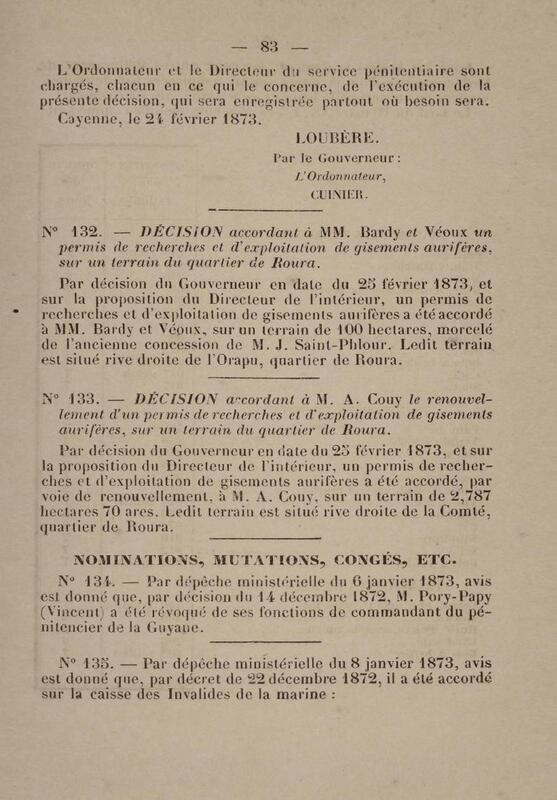 — 83 —
L'Ordonnateur et le Directeur du service pénitentiaire sont
chargés, chacun en ce qui le concerne, de l'exécution de la
présente décision, qui sera enregistrée partout où besoin sera.
Cayenne, le 24 février 1873.
LOUBÈRE.
Par le Gouverneur :
L'Ordonnateur,
CUINIER.
N° 132. — DÉCISION accordant à MM. Bardy et Véoux un
permis de recherches et d'exploitation de gisements aurifères,
sur un terrain du quartier de Roura.
Par décision du Gouverneur en date du 25 février 1873, et
sur la proposition du Directeur de l'intérieur, un permis de
recherches et d'exploitation de gisements aurifères a été accordé
à MM. Bardy et Véoux, sur un terrain de 100 hectares, morcelé
de l'ancienne concession de M. J. Saint-Phlour. Ledit terrain
est situé rive droite de l'Orapu, quartier de Roura.
N° 133. — DÉCISION accordant à M. A. Couy le renouvel-
lement d'un permis de recherches et d'exploitation de gisements
aurifères, sur un terrain du quartier de Roura.
Par décision du Gouverneur en date du 25 février 1873, et sur
la proposition du Directeur de l'intérieur, un permis de recher-
ches et d'exploitation de gisements aurifères a été accordé, par
voie de renouvellement, à M. A. Couy, sur un terrain de 2,787
hectares 70 ares. Ledit terrain est situé rive droite de la Comté,
quartier de Roura.
NOMINATIONS, MUTATIONS, CONGÉS, ETC.
N° 134. — Par dépêche ministérielle du 6 janvier 1873, avis
est donné que, par décision du 14 décembre 1872, M. Pory-Papy
(Vincent) a été révoqué de ses fonctions de commandant du pé-
nitencier de la Guyane.
N° 135. — Par dépêche ministérielle du 8 janvier 1873, avis
est donné que, par décret de 22 décembre 1872, il a été accordé
sur la caisse des Invalides de la marine :